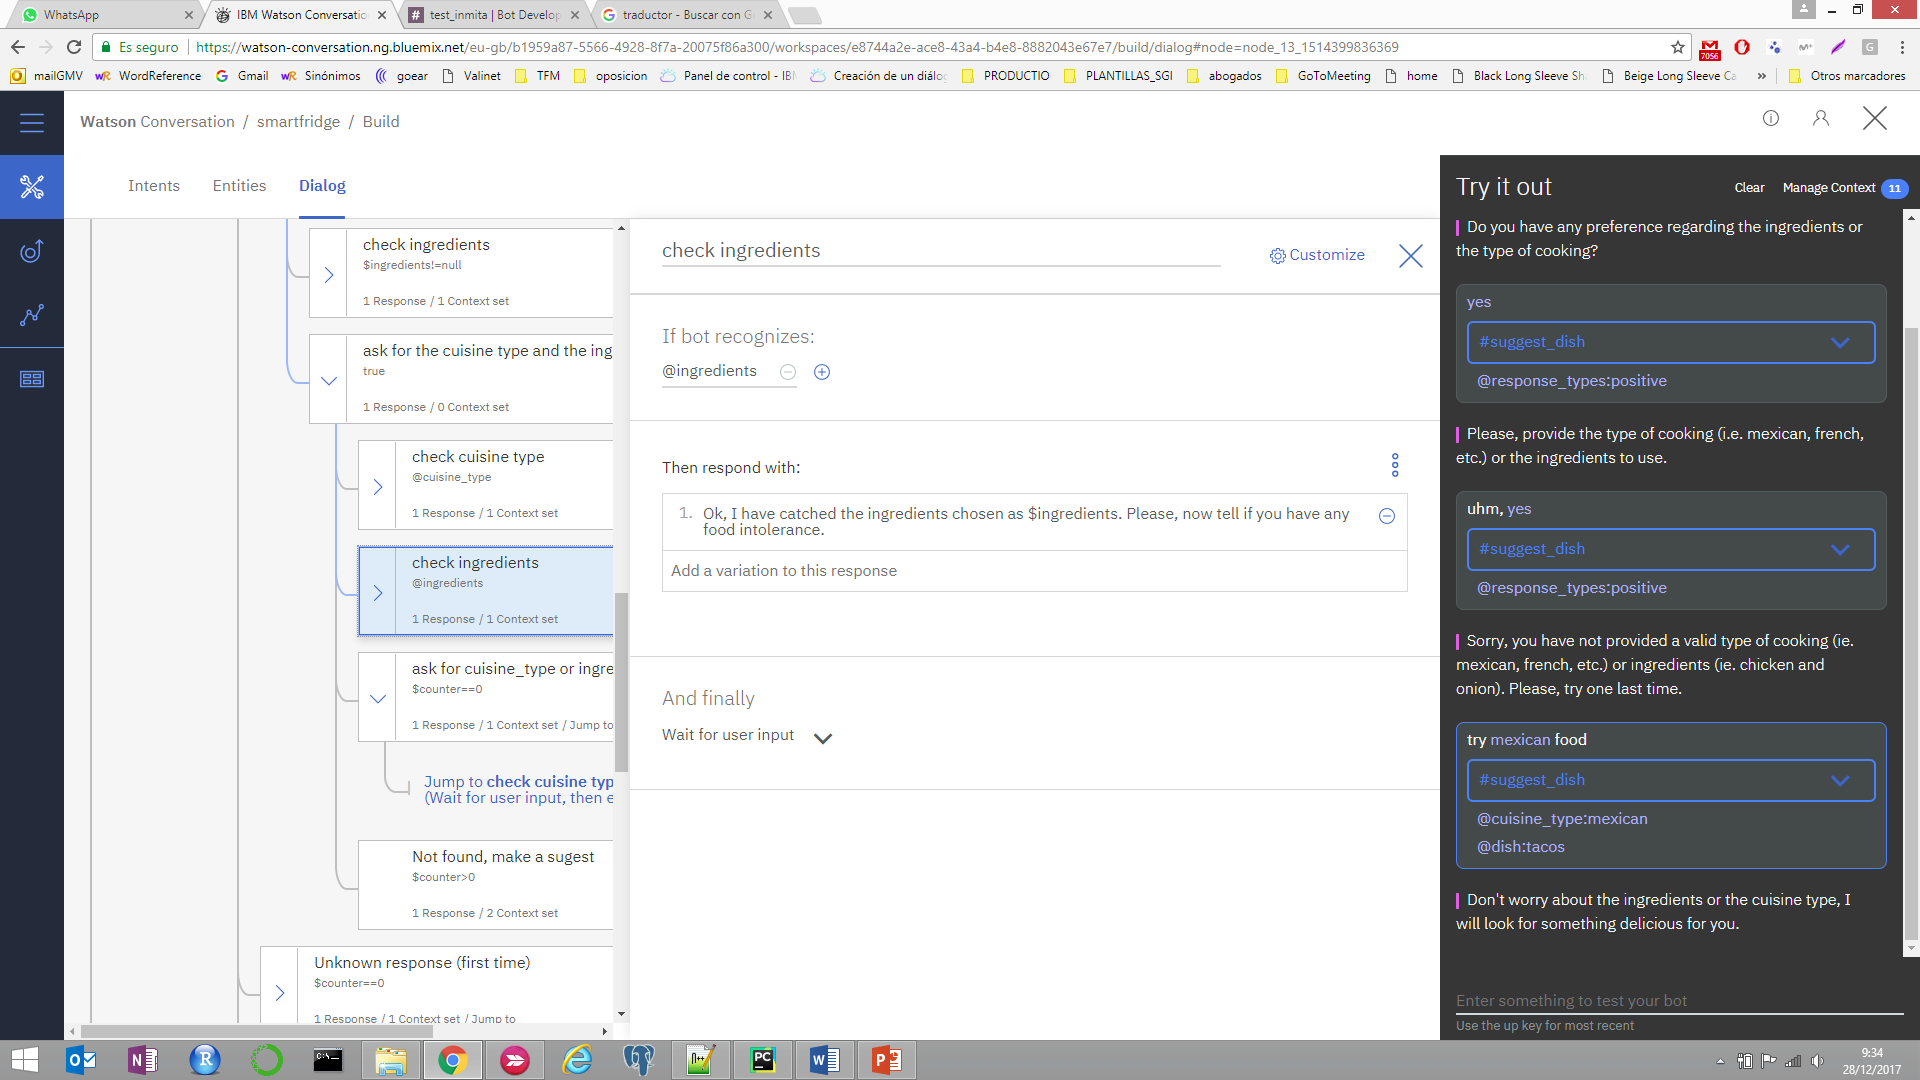 WhatsApp
IBM Watson Conversatio
test_inmita | Bot Develop
traductor - Buscar con G
Es seguro
https://watson-conversation.ng.bluemix.net/eu-gb/b1959a87-5566-4928-8f7a-20075f86a300/workspaces/e8744a2e-ace8-43a4-b4e8-8882043e67e7/build/dialog#node=node_13_1514399836369
7056
mailGMV
WordReference
Gmail
Sinónimos
goear
Valinet
TFM
oposicion
Panel de control - IB
Creación de un diálo
PRODUCTIO
PLANTILLAS_SGI
abogados
GoToMeeting
home
Black Long Sleeve Sh
Beige Long Sleeve Ca
»
Otros marcadores
Watson Conversation / smartfridge / Build
Intents
Entities
Dialog
check ingredients
$ingredients!=null
1 Response / 1 Context set
ask for the cuisine type and the ing
true
1 Response / 0 Context set
check cuisine type
@cuisine_type
1 Response / 1 Context set
check ingredients
@ingredients
1 Response / 1 Context set
ask for cuisine_type or ingre
$counter==0
1 Response / 1 Context set / Jump to
Jump to check cuisine typ
(Wait for user input, then e
Not found, make a sugest
$counter>0
1 Response / 2 Context set
Unknown response (first time)
$counter==0
1 Response / 1 Context set / Jump to
check ingredients
Customize
If bot recognizes:
@ingredients
Then respond with:
1. Ok, I have catched the ingredients chosen as $ingredients. Please, now tell if you have any
food intolerance.
Add a variation to this response
And finally
Wait for user input
Try it out
Clear
Manage Context
11
Do you have any preference regarding the ingredients or
the type of cooking?
yes
#suggest_dish
@response_types:positive
Please, provide the type of cooking (i.e. mexican, french,
etc.) or the ingredients to use.
uhm, yes
#suggest_dish
@response_types:positive
Sorry, you have not provided a valid type of cooking (ie.
mexican, french, etc.) or ingredients (ie. chicken and
onion). Please, try one last time.
try mexican food
#suggest_dish
@cuisine_type:mexican
@dish:tacos
Don't worry about the ingredients or the cuisine type, I
will look for something delicious for you.
Enter something to test your bot
Use the up key for most recent
9:34
28/12/2017